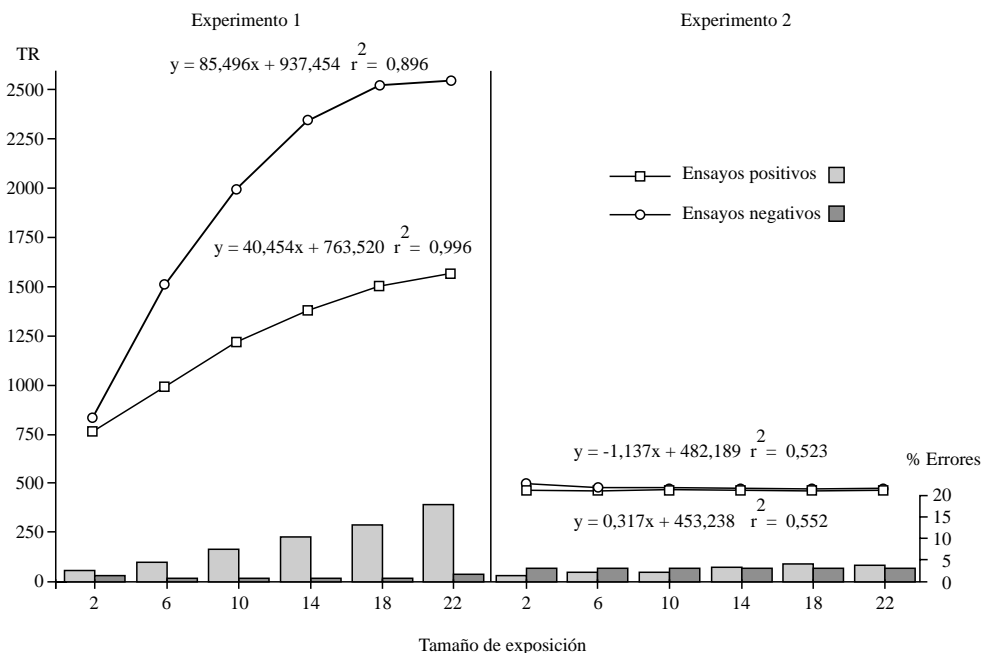 Experimento 1
Experimento 2
TR
y = 85,496x + 937,454 r2 = 0,896
2500
2250
2000
1750
1500
1250
1000
750
500
250
0
y = 40,454x + 763,520 r2 = 0,996
Ensayos positivos
Ensayos negativos
y = -1,137x + 482,189 r2 = 0,523
y = 0,317x + 453,238 r2 = 0,552
% Errores
20
15
10
5
0
2 6 10 14 18 22 2 6 10 14 18 22
Tamaño de exposición